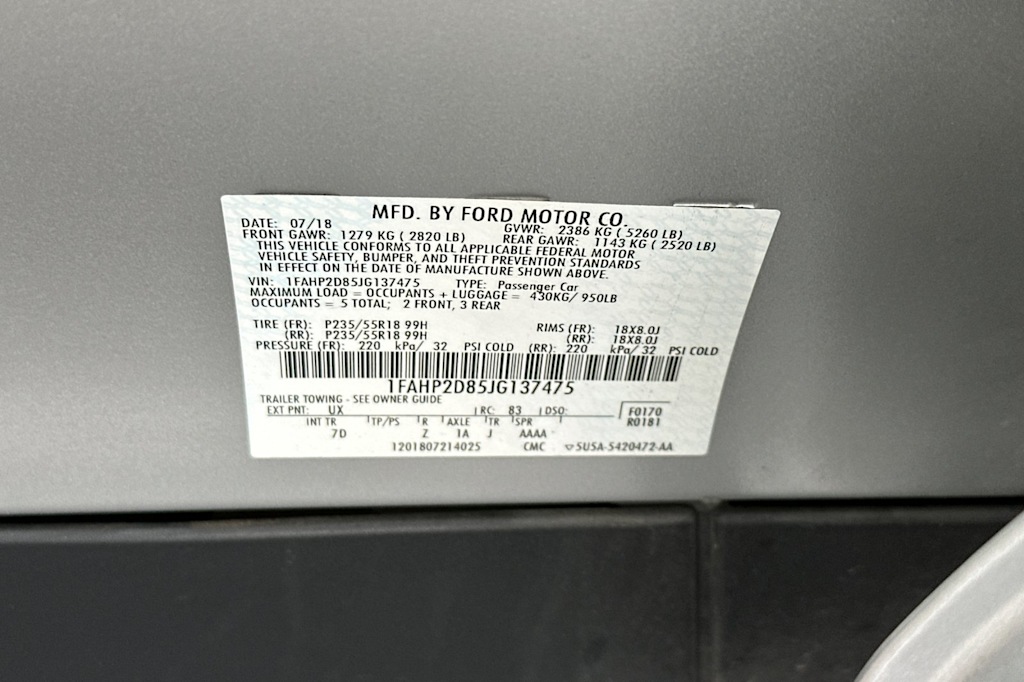 MFD. BY FORD MOTOR CO.
DATE: 07/18 GVWR: 2386 KG ( 5260 LB)
FRONT GAWR: 1279 KG ( 2820 LB) REAR GAWR: 1143 KG ( 2520 LB)
THIS VEHICLE CONFORMS TO ALL APPLICABLE FEDERAL MOTOR
VEHICLE SAFETY, BUMPER, AND THEFT PREVENTION STANDARDS
IN EFFECT ON THE DATE OF MANUFACTURE SHOWN ABOVE.
VIN: 1FAHP2D85JG137475 TYPE: Passenger Car
MAXIMUM LOAD = OCCUPANTS + LUGGAGE = 430KG/ 950LB
OCCUPANTS = 5 TOTAL; 2 FRONT, 3 REAR
TIRE (FR): P235/55R18 99H RIMS (FR): 18X8.0J
(RR): P235/55R18 99H (RR): 18X8.0J
PRESSURE (FR): 220 kPa/ 32 PSI COLD (RR): 220 kPa/ 32 PSI COLD
1FAHP2D85JG137475
TRAILER TOWING - SEE OWNER GUIDE
EXT PNT: UX RC: 83 DSO: F0170
INT TR TP/PS R AXLE TR SPR R0181
7D Z 1A J AAAA
1201807214025 CMC 5U5A-5420472-AA